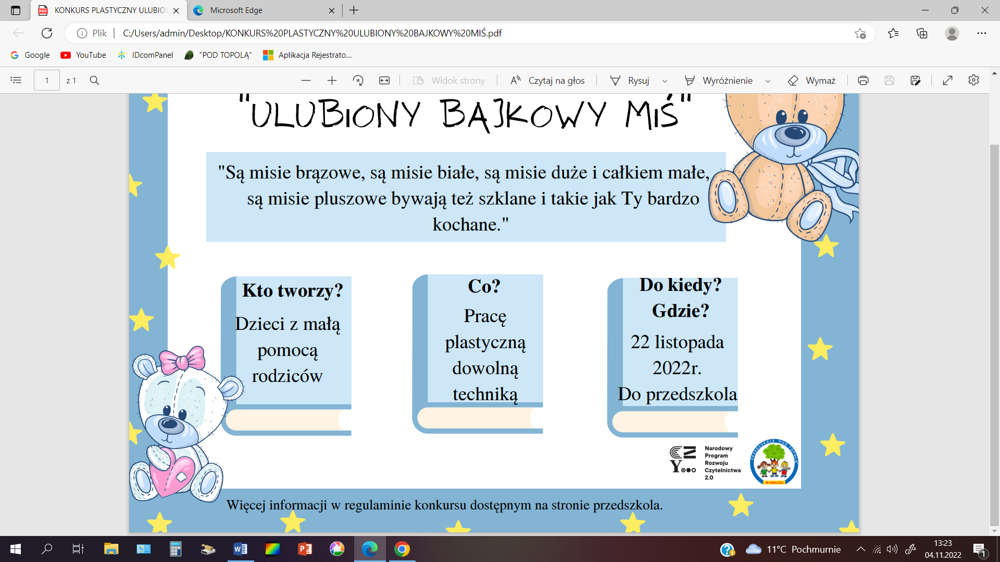 KONKURS PLASTYCZNY ULUBIO
Microsoft Edge
Plik
C:/Users/admin/Desktop/KONKURS%20PLASTYCZNY%20ULUBIONY%20BAJKOWY%20MIŚ.pdf
Google
YouTube
IDcomPanel
"POD TOPOLĄ"
Aplikacja Rejestrato...
1
z 1
Widok strony
Czytaj na głos
Rysuj
Wyróżnienie
Wymaż
"ULUBIONY BAJKOWY MIŚ"
"Są misie brązowe, są misie białe, są misie duże i całkiem małe,
są misie pluszowe bywają też szklane i takie jak Ty bardzo
kochane."
Kto tworzy?
Dzieci z małą
pomocą
rodziców
Co?
Pracę
plastyczną
dowolną
techniką
Do kiedy?
Gdzie?
22 listopada
2022r.
Do przedszkola
Narodowy
Program
Rozwoju
Czytelnictwa
2.0
PRZEDSZKOLE "POD TOPOLĄ"
W KWILCZU
Więcej informacji w regulaminie konkursu dostępnym na stronie przedszkola.
11°C Pochmurnie
13:23
04.11.2022
1